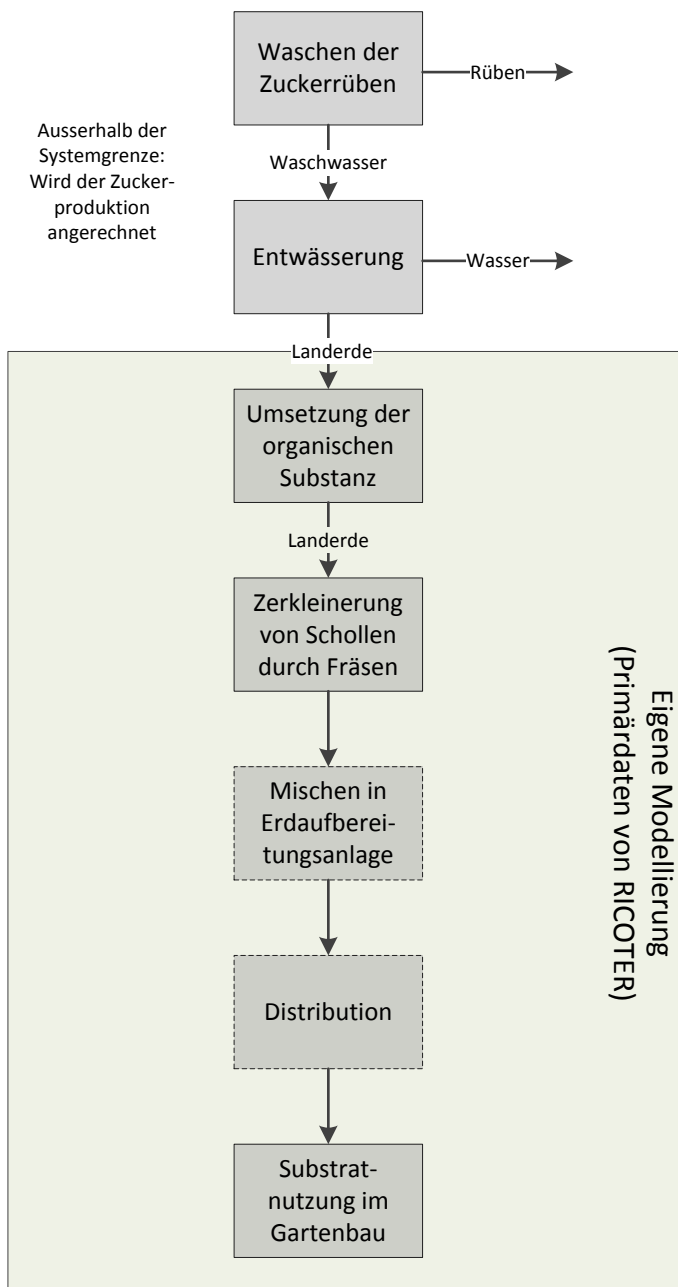 Waschen der
Zuckerrüben
Rüben
Ausserhalb der
Systemgrenze:
Wird der Zucker-
produktion
angerechnet
Waschwasser
Entwässerung
Wasser
Landerde
Umsetzung der
organischen
Substanz
Landerde
Zerkleinerung
von Schollen
durch Fräsen
Mischen in
Erdaufberei-
tungsanlage
Distribution
Substrat-
nutzung im
Gartenbau
Eigene Modellierung
(Primärdaten von RICOTER)